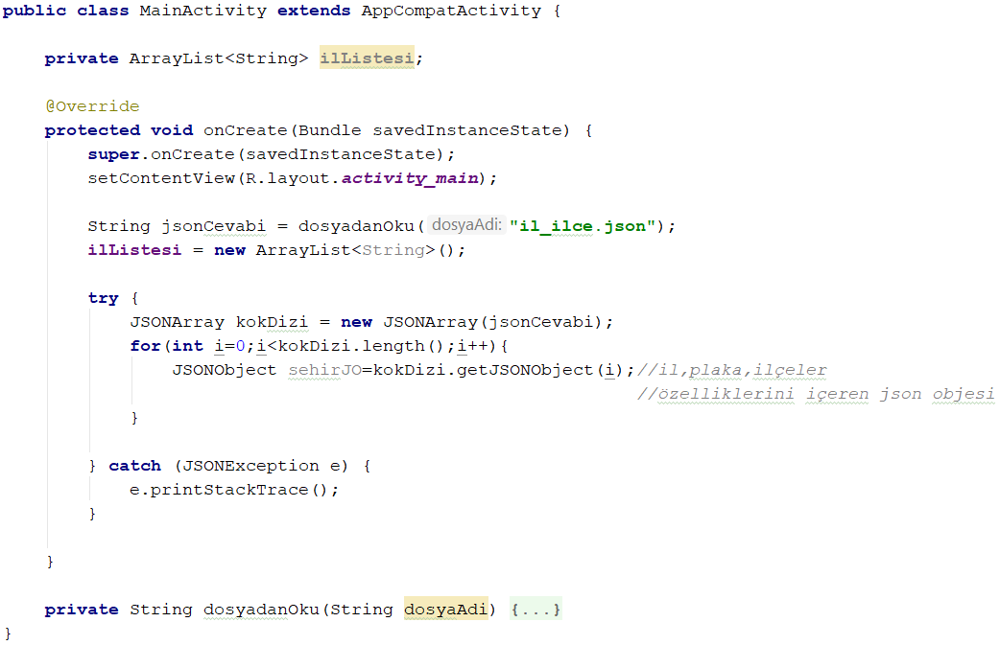 public class MainActivity extends AppCompatActivity {
private ArrayList<String> ilListesi;
@Override
protected void onCreate(Bundle savedInstanceState) {
super.onCreate(savedInstanceState);
setContentView(R.layout.activity_main);
String jsonCevabi = dosyadanOku( dosyaAdi: "il_ilce.json");
ilListesi = new ArrayList<String>();
try {
JSONArray kokDizi = new JSONArray(jsonCevabi);
for(int i=0;i<kokDizi.length();i++){
JSONObject sehirJO=kokDizi.getJSONObject(i);//il,plaka,ilçeler
//özelliklerini içeren json objesi
}
} catch (JSONException e) {
e.printStackTrace();
}
}
private String dosyadanOku(String dosyaAdi) {...}
}